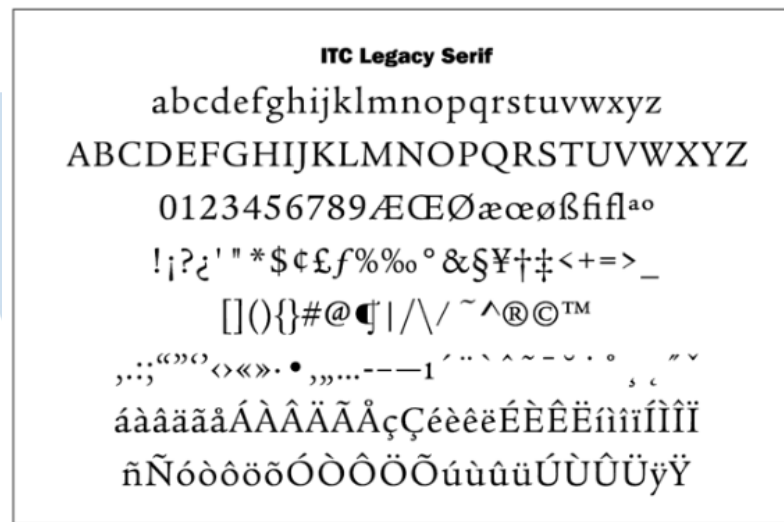 ITC Legacy Serif
abcdefghijklmnopqrstuvwxyz
ABCDEFGHIJKLMNOPQRSTUVWXYZ
0123456789ÆŒØæœøßfiflªº
!¡?¿'"*$¢£ƒ%‰°&§¥†‡<+=>_
[](){}#@¶|/\⁄ ˜^®©™
,.:;“”‘’‹›«»·•‚„…-–—ı´¨`ˆ˜¯˘˙˚¸˛˝ˇ
áàâäãåÁÀÂÄÃÅçÇéèêëÉÈÊËíìîïÍÌÎÏ
ñÑóòôöõÓÒÔÖÕúùûüÚÙÛÜÿŸ